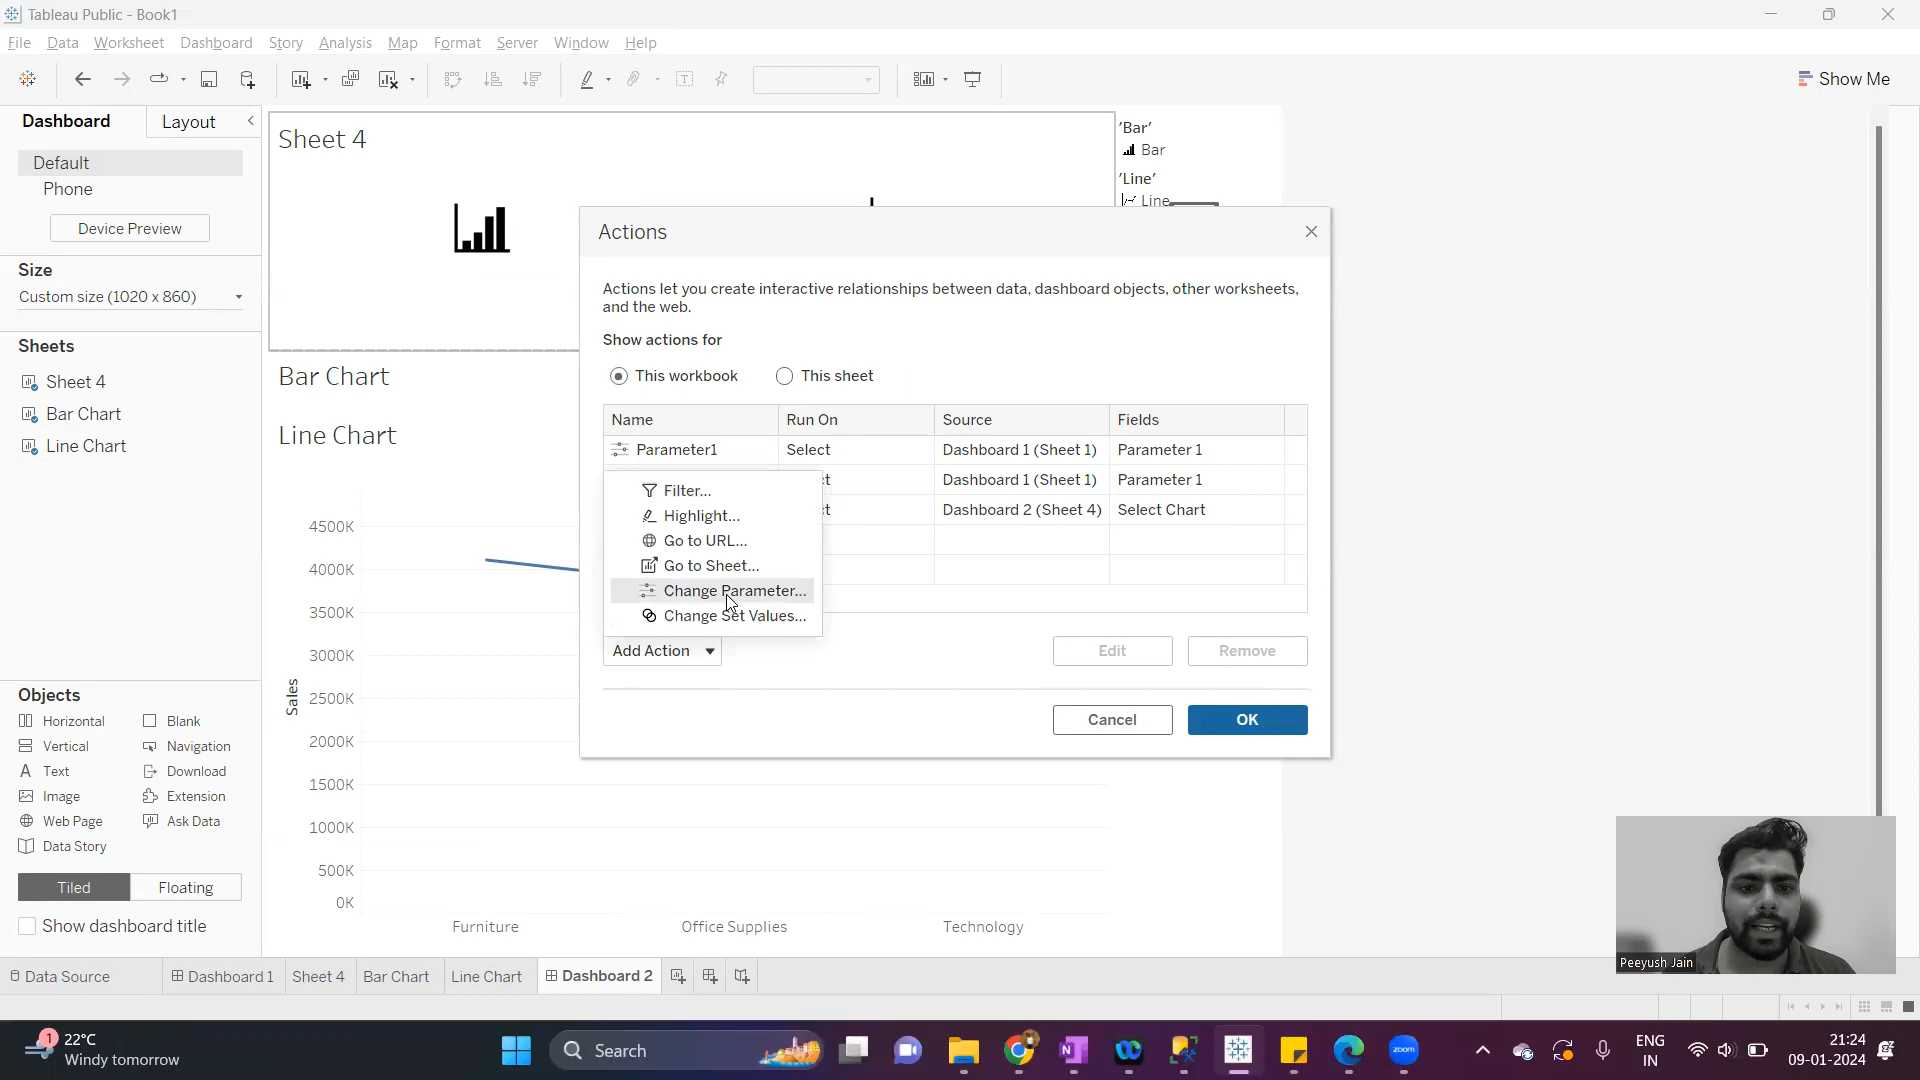 Tableau Public - Book1
File Data Worksheet Dashboard Story Analysis Map Format Server Window Help
Show Me
Dashboard Layout
Default
Phone
Device Preview
Size
Custom size (1020 x 860)
Sheets
Sheet 4
Bar Chart
Line Chart
Objects
Horizontal Blank
Vertical Navigation
Text Download
Image Extension
Web Page Ask Data
Data Story
Tiled Floating
Show dashboard title
Sheet 4
'Bar'
Bar
'Line'
Line
Bar Chart
Line Chart
Sales
4500K
4000K
3500K
3000K
2500K
2000K
1500K
1000K
500K
0K
Furniture Office Supplies Technology
Actions
Actions let you create interactive relationships between data, dashboard objects, other worksheets,
and the web.
Show actions for
This workbook This sheet
Name Run On Source Fields
Parameter1 Select Dashboard 1 (Sheet 1) Parameter 1
ct Dashboard 1 (Sheet 1) Parameter 1
ct Dashboard 2 (Sheet 4) Select Chart
Filter...
Highlight...
Go to URL...
Go to Sheet...
Change Parameter...
Change Set Values...
Add Action Edit Remove
Cancel OK
Peeyush Jain
Data Source Dashboard 1 Sheet 4 Bar Chart Line Chart Dashboard 2
1
22°C
Windy tomorrow
Search
zoom
ENG
IN
21:24
09-01-2024